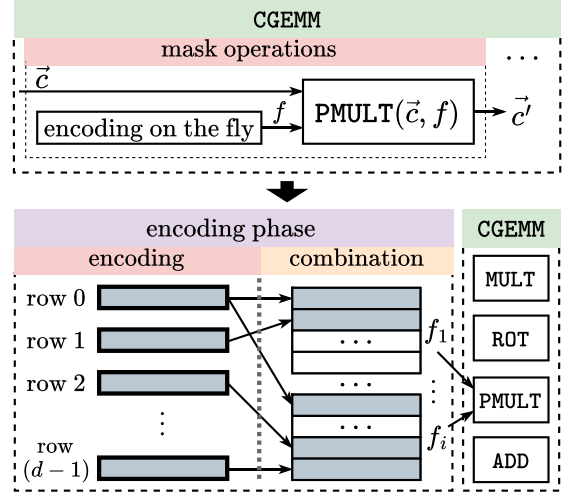 CGEMM
mask operations
...
c⃗
f
encoding on the fly
PMULT(c⃗, f)
c⃗′
encoding phase
CGEMM
encoding
combination
row 0
row 1
row 2
⋮
row
(d − 1)
...
...
...
f₁
⋮
fᵢ
MULT
ROT
PMULT
ADD